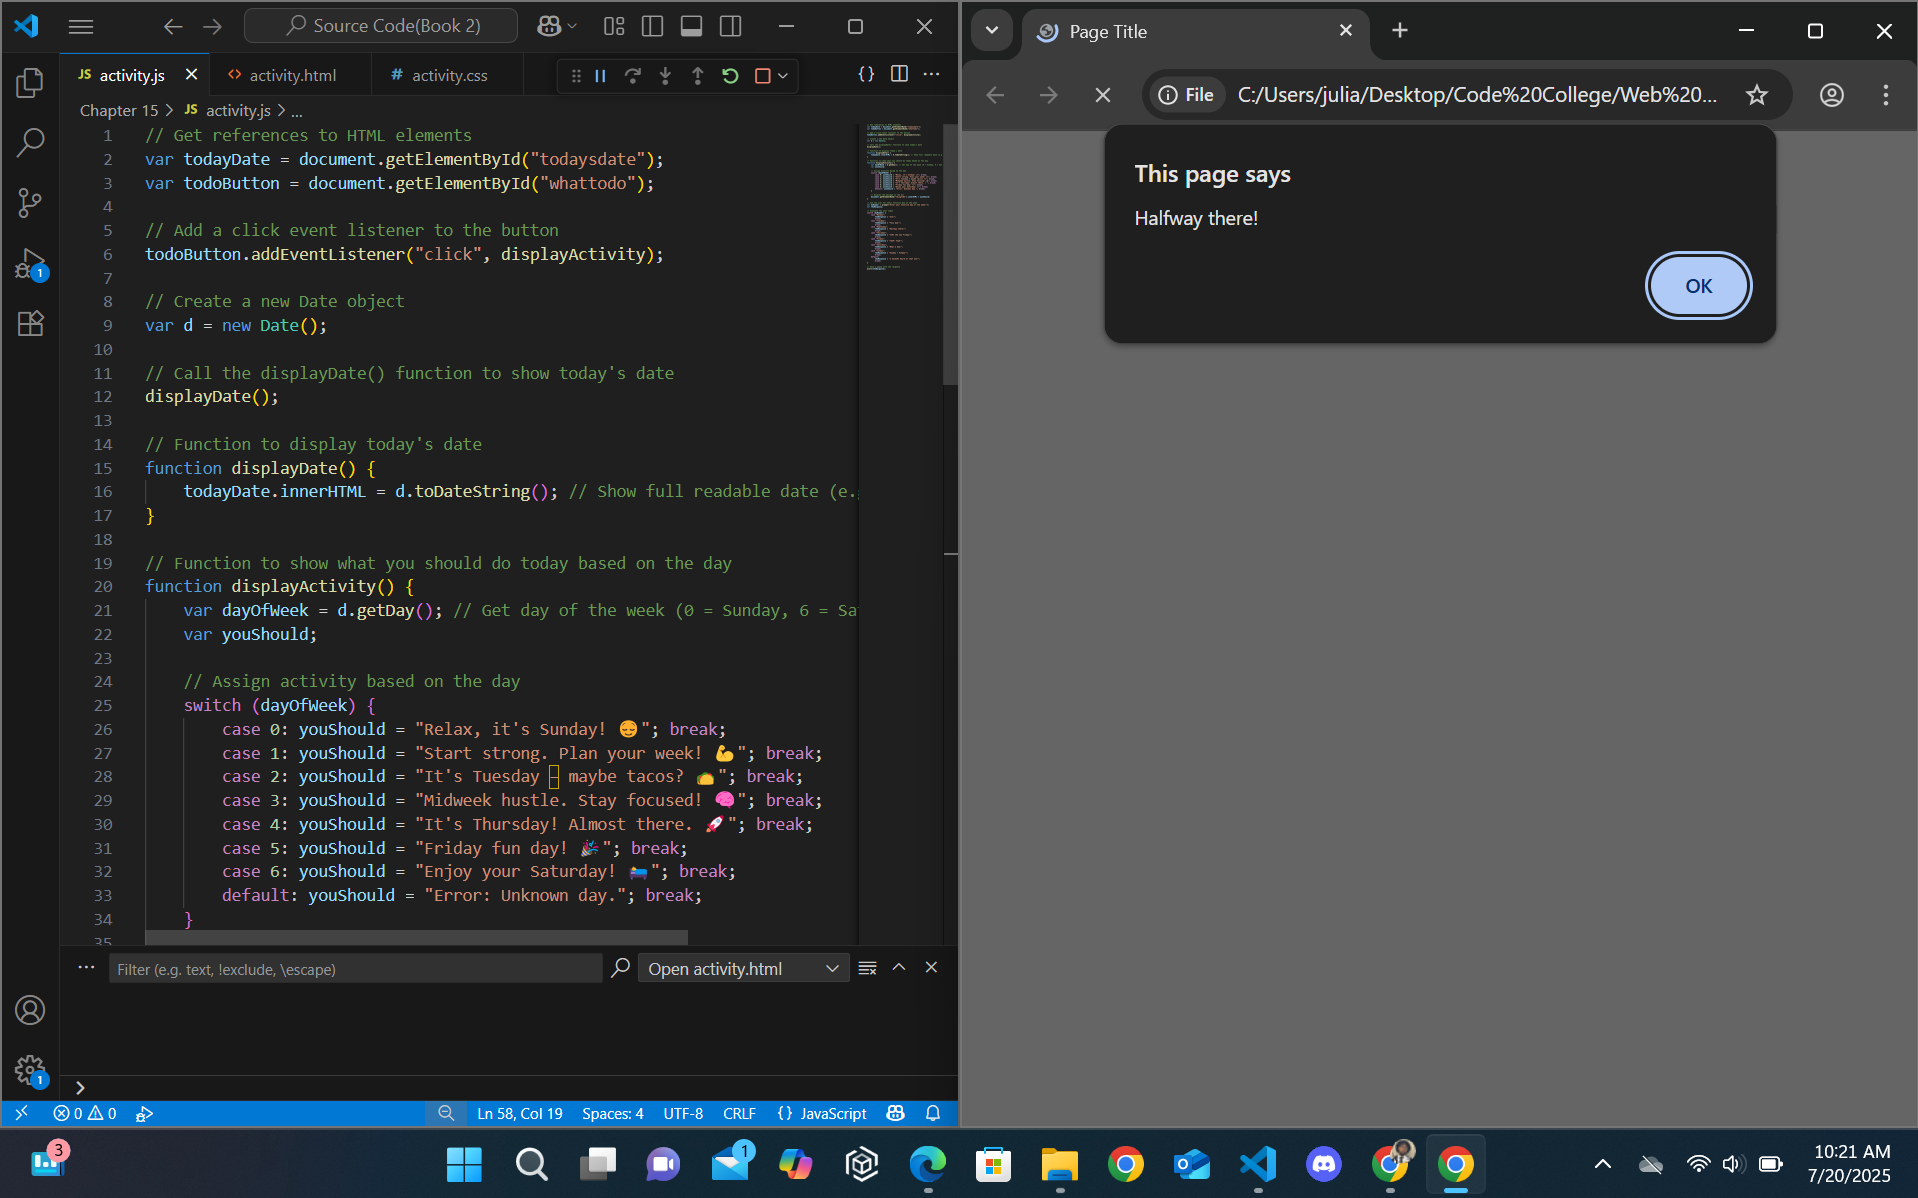 Source Code(Book 2)
JS activity.js
<> activity.html
# activity.css
Chapter 15 > JS activity.js > ...
1 // Get references to HTML elements
2 var todayDate = document.getElementById("todaysdate");
3 var todoButton = document.getElementById("whattodo");
4
5 // Add a click event listener to the button
6 todoButton.addEventListener("click", displayActivity);
7
8 // Create a new Date object
9 var d = new Date();
10
11 // Call the displayDate() function to show today's date
12 displayDate();
13
14 // Function to display today's date
15 function displayDate() {
16 todayDate.innerHTML = d.toDateString(); // Show full readable date (e.g
17 }
18
19 // Function to show what you should do today based on the day
20 function displayActivity() {
21 var dayOfWeek = d.getDay(); // Get day of the week (0 = Sunday, 6 = Sa
22 var youShould;
23
24 // Assign activity based on the day
25 switch (dayOfWeek) {
26 case 0: youShould = "Relax, it's Sunday! 😌"; break;
27 case 1: youShould = "Start strong. Plan your week! 💪"; break;
28 case 2: youShould = "It's Tuesday – maybe tacos? 🌮"; break;
29 case 3: youShould = "Midweek hustle. Stay focused! 🧠"; break;
30 case 4: youShould = "It's Thursday! Almost there. 🚀"; break;
31 case 5: youShould = "Friday fun day! 🎉"; break;
32 case 6: youShould = "Enjoy your Saturday! 🛌"; break;
33 default: youShould = "Error: Unknown day."; break;
34 }
35
Filter (e.g. text, !exclude, \escape)
Open activity.html
1
1
0 0
Ln 58, Col 19 Spaces: 4 UTF-8 CRLF {} JavaScript
Page Title
File C:/Users/julia/Desktop/Code%20College/Web%20...
This page says
Halfway there!
OK
3
1
10:21 AM
7/20/2025